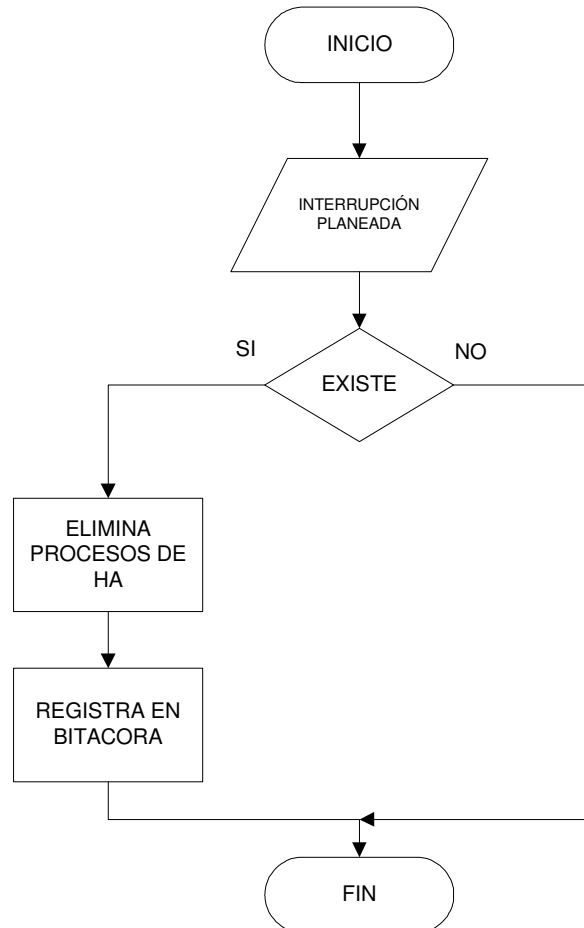 INICIO
INTERRUPCIÓN
PLANEADA
SI
NO
EXISTE
ELIMINA
PROCESOS DE
HA
REGISTRA EN
BITACORA
FIN